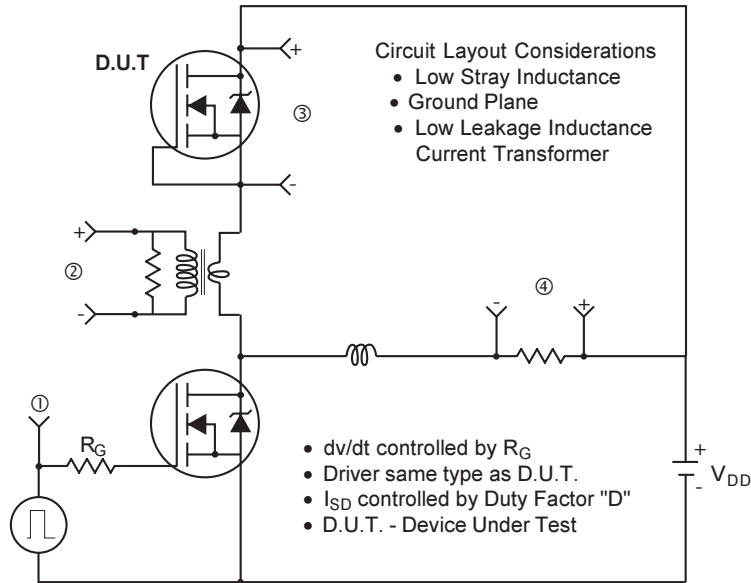 D.U.T
+
③
-
Circuit Layout Considerations
• Low Stray Inductance
• Ground Plane
• Low Leakage Inductance
Current Transformer
+
②
-
-
④
+
①
R_G
• dv/dt controlled by R_G
• Driver same type as D.U.T.
• I_SD controlled by Duty Factor "D"
• D.U.T. - Device Under Test
+
V_DD
-